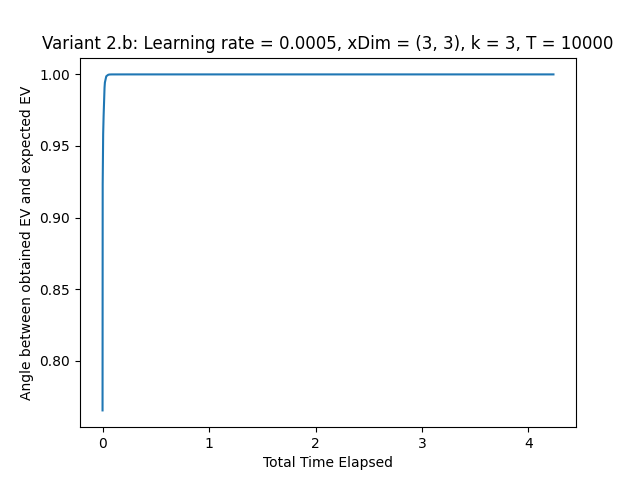 Variant 2.b: Learning rate = 0.0005, xDim = (3, 3), k = 3, T = 10000
Angle between obtained EV and expected EV
1.00
0.95
0.90
0.85
0.80
0 1 2 3 4
Total Time Elapsed